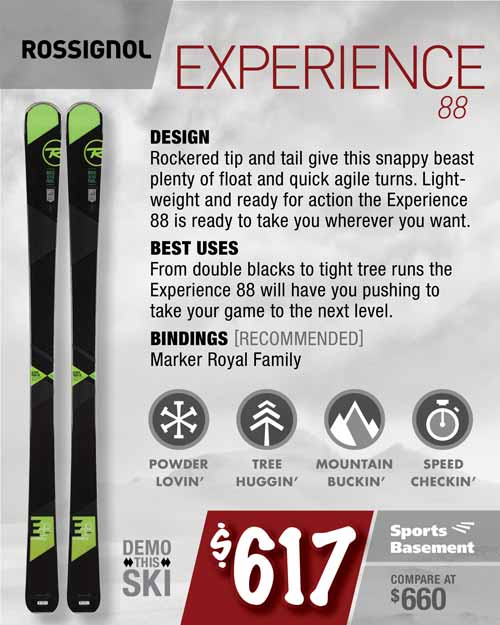 ROSSIGNOL
EXPERIENCE
88
DESIGN
Rockered tip and tail give this snappy beast
plenty of float and quick agile turns. Light-
weight and ready for action the Experience
88 is ready to take you wherever you want.
BEST USES
From double blacks to tight tree runs the
Experience 88 will have you pushing to
take your game to the next level.
BINDINGS [RECOMMENDED]
Marker Royal Family
POWDER
LOVIN’
TREE
HUGGIN’
MOUNTAIN
BUCKIN’
SPEED
CHECKIN’
DEMO
THIS
SKI
$617
Sports
Basement
COMPARE AT
$660